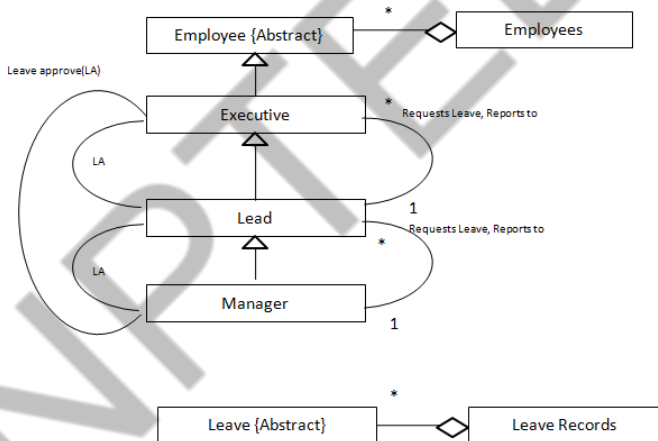 *
Employee {Abstract}
Employees
Leave approve(LA)
Executive
*
Requests Leave, Reports to
LA
Lead
1
Requests Leave, Reports to
*
LA
Manager
1
*
Leave {Abstract}
Leave Records
NPTE